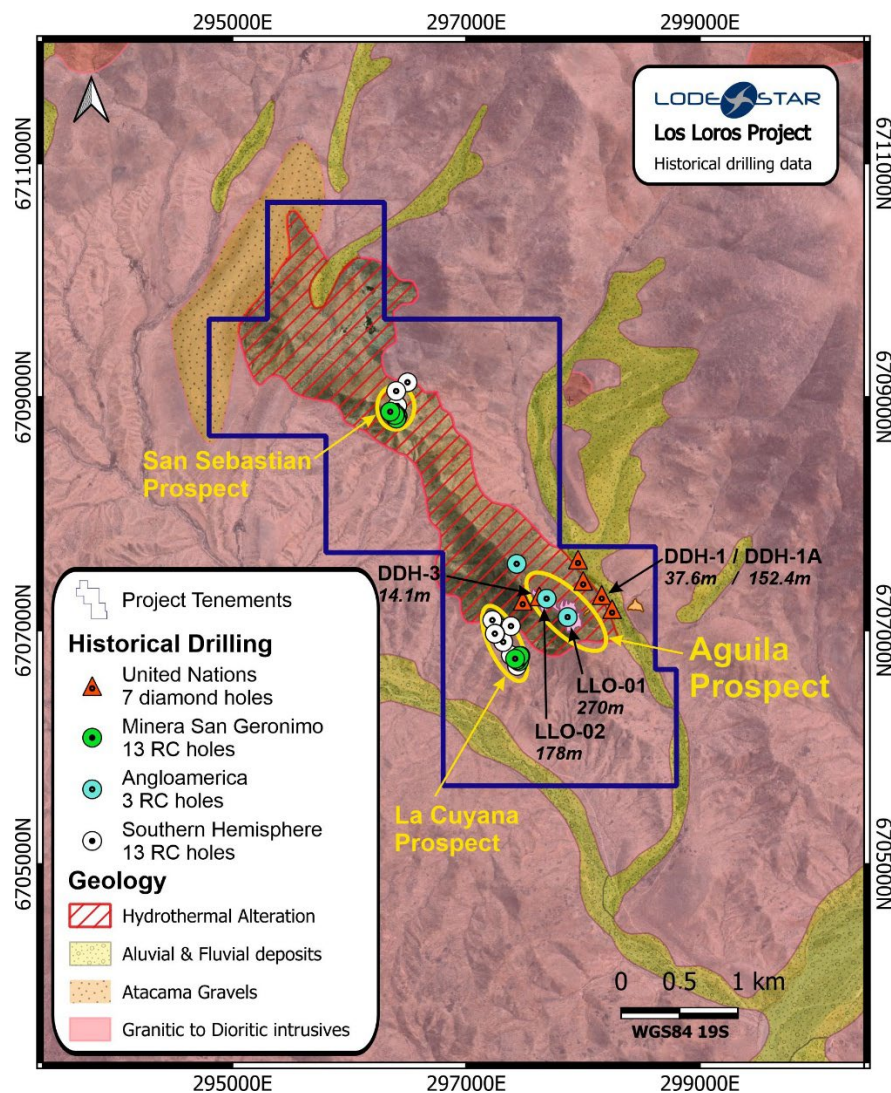 295000E
297000E
299000E
LODESTAR
Los Loros Project
Historical drilling data
6711000N
6711000N
6709000N
6709000N
San Sebastian
Prospect
DDH-3
14.1m
DDH-1 / DDH-1A
37.6m / 152.4m
6707000N
6707000N
Aguila
Prospect
LLO-01
270m
LLO-02
178m
La Cuyana
Prospect
Project Tenements
Historical Drilling
United Nations
7 diamond holes
Minera San Geronimo
13 RC holes
Angloamerica
3 RC holes
Southern Hemisphere
13 RC holes
Geology
Hydrothermal Alteration
Aluvial & Fluvial deposits
Atacama Gravels
Granitic to Dioritic intrusives
6705000N
6705000N
0 0.5 1 km
WGS84 19S
295000E
297000E
299000E